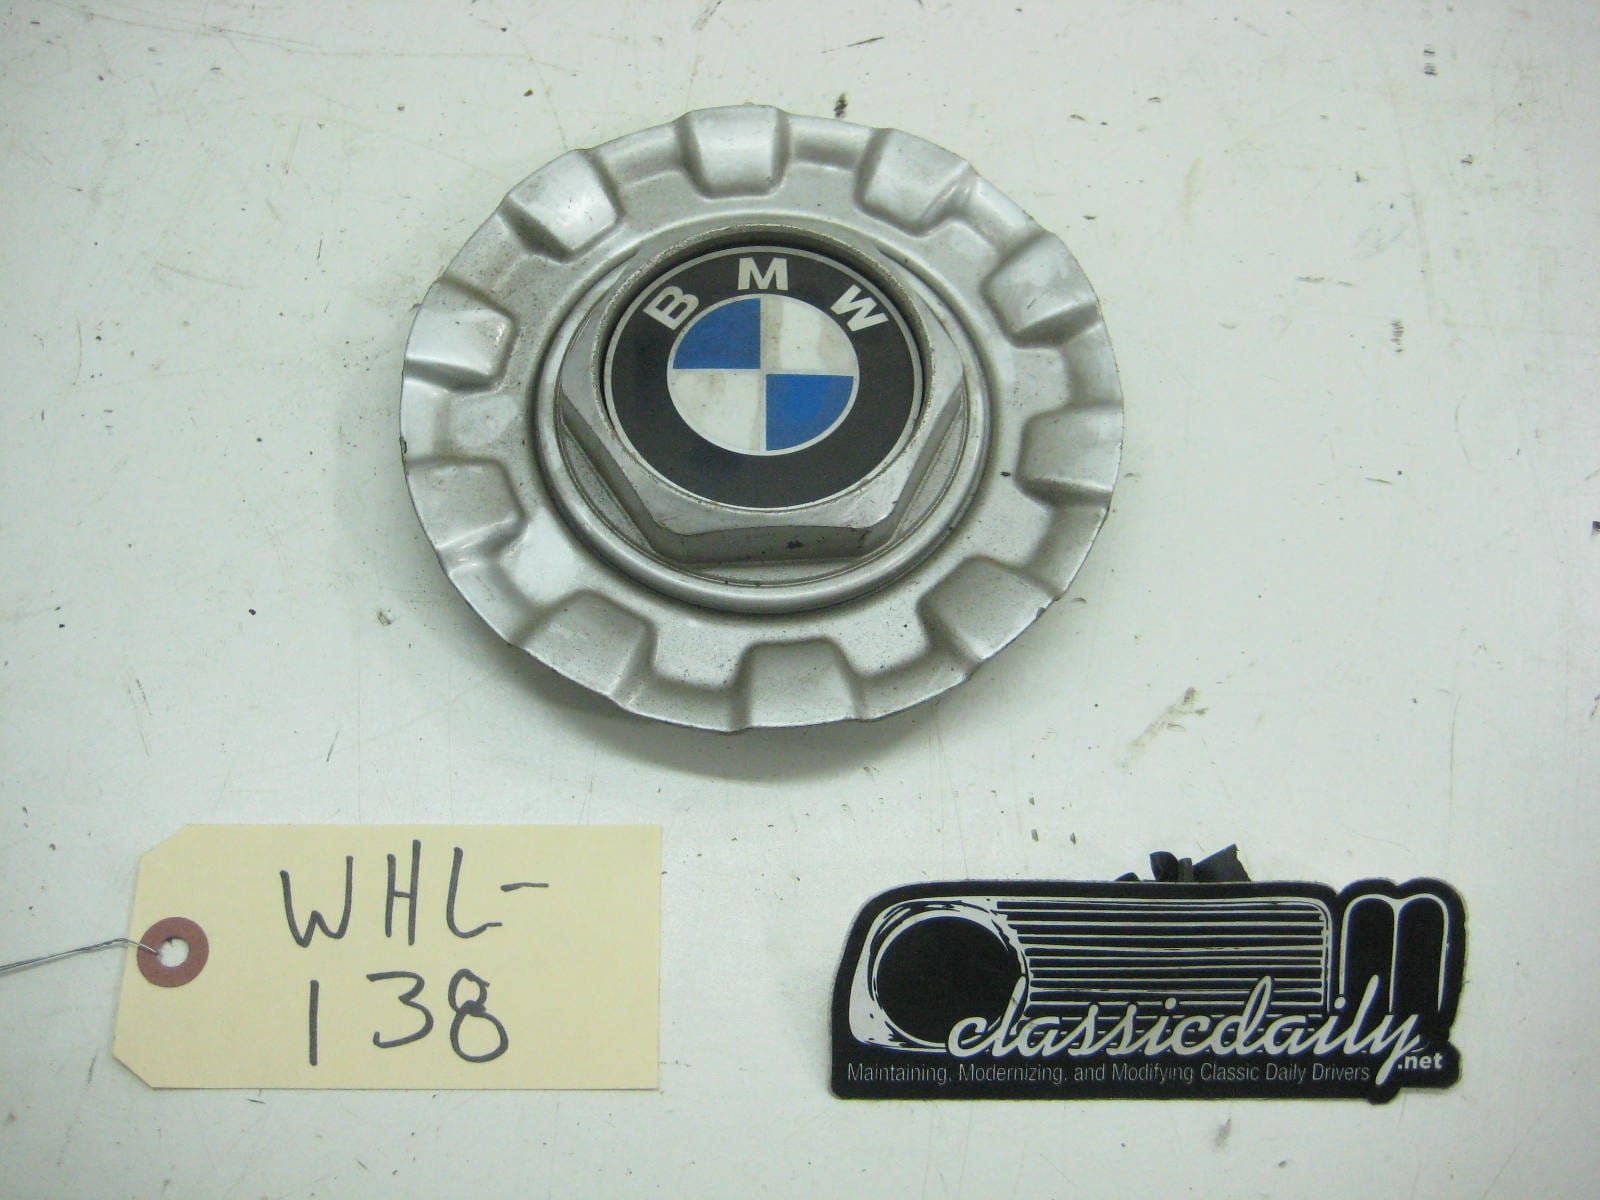 BMW
WHL-
138
classicdaily.net
Maintaining, Modernizing, and Modifying Classic Daily Drivers